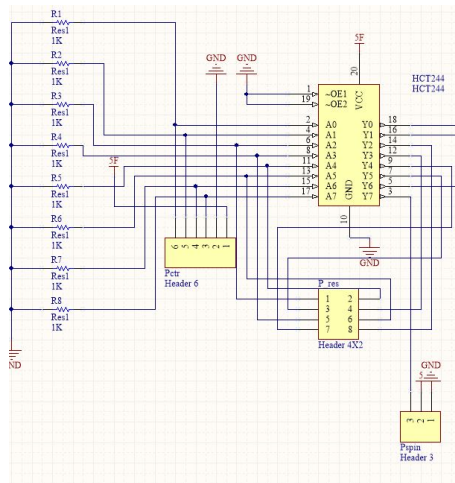 R1
Res1
1K
R2
Res1
1K
R3
Res1
1K
R4
Res1
1K
R5
Res1
1K
R6
Res1
1K
R7
Res1
1K
R8
Res1
1K
ND
GND
GND
5F
5F
HCT244
HCT244
20
VCC
1
~OE1
19
~OE2
2
A0
Y0
18
4
A1
Y1
16
6
A2
Y2
14
8
A3
Y3
12
11
A4
Y4
9
13
A5
Y5
7
15
A6
Y6
5
17
A7
Y7
3
GND
10
GND
6
5
4
3
2
1
Pctr
Header 6
P_res
1
2
3
4
5
6
7
8
Header 4X2
GND
5
3
2
1
Pspin
Header 3